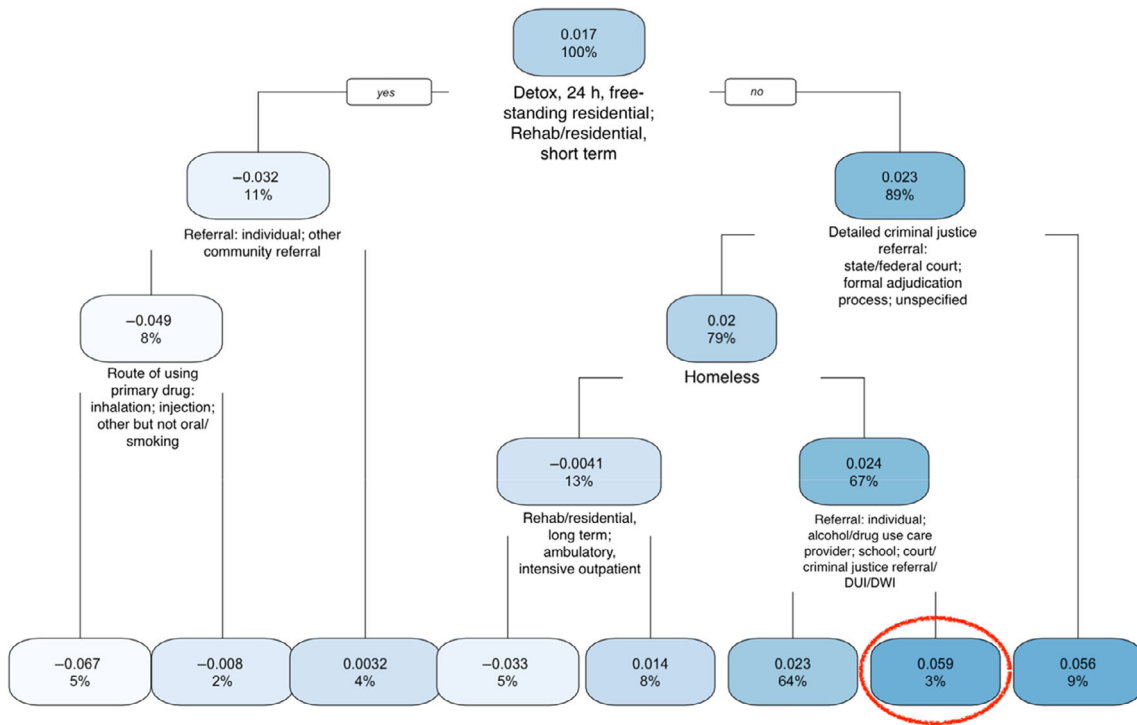 0.017
100%
yes
no
Detox, 24 h, free-
standing residential;
Rehab/residential,
short term
−0.032
11%
0.023
89%
Referral: individual; other
community referral
Detailed criminal justice
referral:
state/federal court;
formal adjudication
process; unspecified
−0.049
8%
0.02
79%
Route of using
primary drug:
inhalation; injection;
other but not oral/
smoking
Homeless
−0.0041
13%
0.024
67%
Rehab/residential,
long term;
ambulatory,
intensive outpatient
Referral: individual;
alcohol/drug use care
provider; school; court/
criminal justice referral/
DUI/DWI
−0.067
5%
−0.008
2%
0.0032
4%
−0.033
5%
0.014
8%
0.023
64%
0.059
3%
0.056
9%